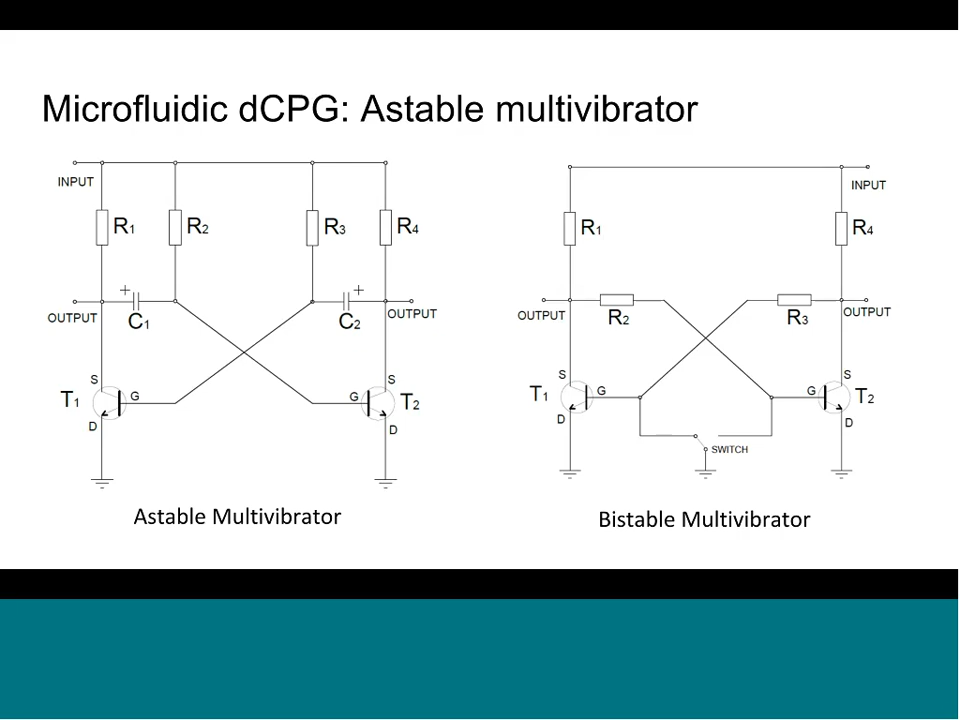 Microfluidic dCPG: Astable multivibrator
INPUT
R1
R2
R3
R4
+
+
OUTPUT
C1
C2
OUTPUT
S
S
T1
G
G
T2
D
D
Astable Multivibrator
INPUT
R1
R4
OUTPUT
R2
R3
OUTPUT
S
S
T1
G
G
T2
D
D
SWITCH
Bistable Multivibrator